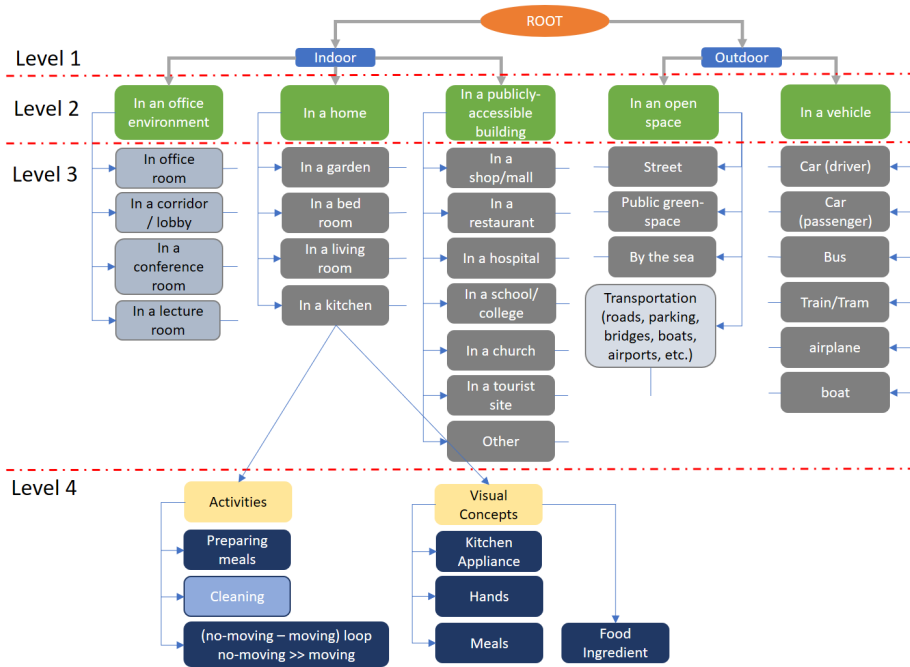 ROOT
Level 1
Indoor
Outdoor
Level 2
In an office
environment
In a home
In a publicly-
accessible
building
In an open
space
In a vehicle
Level 3
In office
room
In a corridor
/ lobby
In a
conference
room
In a lecture
room
In a garden
In a bed
room
In a living
room
In a kitchen
In a
shop/mall
In a
restaurant
In a hospital
In a school/
college
In a church
In a tourist
site
Other
Street
Public green-
space
By the sea
Transportation
(roads, parking,
bridges, boats,
airports, etc.)
Car (driver)
Car
(passenger)
Bus
Train/Tram
airplane
boat
Level 4
Activities
Preparing
meals
Cleaning
(no-moving – moving) loop
no-moving >> moving
Visual
Concepts
Kitchen
Appliance
Hands
Meals
Food
Ingredient